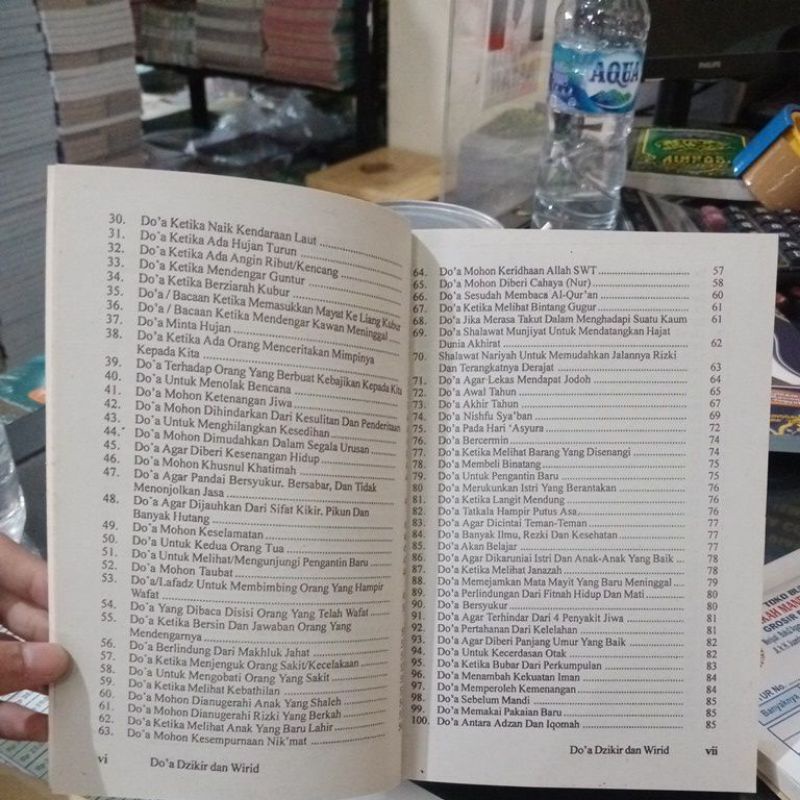 30. Do'a Ketika Naik Kendaraan Laut
31. Do'a Ketika Ada Hujan Turun
32. Do'a Ketika Ada Angin Ribut/Kencang
33. Do'a Ketika Mendengar Guntur
34. Do'a Ketika Berziarah Kubur
35. Do'a / Bacaan Ketika Memasukkan Mayat Ke Liang Kubur
36. Do'a / Bacaan Ketika Mendengar Kawan Meninggal
37. Do'a Minta Hujan
38. Do'a Ketika Ada Orang Menceritakan Mimpinya
Kepada Kita
39. Do'a Terhadap Orang Yang Berbuat Kebajikan Kepada Kita
40. Do'a Untuk Menolak Bencana
41. Do'a Mohon Ketenangan Jiwa
42. Do'a Mohon Dihindarkan Dari Kesulitan Dan Penderitaan
43. Do'a Untuk Menghilangkan Kesedihan
44. Do'a Mohon Dimudahkan Dalam Segala Urusan
45. Do'a Agar Diberi Kesenangan Hidup
46. Do'a Mohon Khusnul Khatimah
47. Do'a Agar Pandai Bersyukur, Bersabar, Dan Tidak
Menonjolkan Jasa
48. Do'a Agar Dijauhkan Dari Sifat Kikir, Pikun Dan
Banyak Hutang
49. Do'a Mohon Keselamatan
50. Do'a Untuk Kedua Orang Tua
51. Do'a Untuk Melihat/Mengunjungi Pengantin Baru
52. Do'a Mohon Taubat
53. Do'a/Lafadz Untuk Membimbing Orang Yang Hampir
Wafat
54. Do'a Yang Dibaca Disisi Orang Yang Telah Wafat
55. Do'a Ketika Bersin Dan Jawaban Orang Yang
Mendengarnya
56. Do'a Berlindung Dari Makhluk Jahat
57. Do'a Ketika Menjenguk Orang Sakit/Kecelakaan
58. Do'a Untuk Mengobati Orang Yang Sakit
59. Do'a Ketika Melihat Kebathilan
60. Do'a Mohon Dianugerahi Anak Yang Shaleh
61. Do'a Mohon Dianugerahi Rizki Yang Berkah
62. Do'a Ketika Melihat Anak Yang Baru Lahir
63. Do'a Mohon Kesempurnaan Nik'mat
vi Do'a Dzikir dan Wirid
64. Do'a Mohon Keridhaan Allah SWT 57
65. Do'a Mohon Diberi Cahaya (Nur) 58
66. Do'a Sesudah Membaca Al-Qur'an 60
67. Do'a Ketika Melihat Bintang Gugur 61
68. Do'a Jika Merasa Takut Dalam Menghadapi Suatu Kaum 61
69. Do'a Shalawat Munjiyat Untuk Mendatangkan Hajat
Dunia Akhirat 62
70. Shalawat Nariyah Untuk Memudahkan Jalannya Rizki
Dan Terangkatnya Derajat 63
71. Do'a Agar Lekas Mendapat Jodoh 64
72. Do'a Awal Tahun 65
73. Do'a Akhir Tahun 67
74. Do'a Nishfu Sya'ban 69
75. Do'a Pada Hari 'Asyura 72
76. Do'a Bercermin 74
77. Do'a Ketika Melihat Barang Yang Disenangi 74
78. Do'a Membeli Binatang 75
79. Do'a Untuk Pengantin Baru 75
80 Do'a Merukunkan Istri Yang Berantakan 76
81. Do'a Ketika Langit Mendung 76
82. Do'a Tatkala Hampir Putus Asa 76
83. Do'a Agar Dicintai Teman-Teman 77
84. Do'a Banyak Ilmu, Rezki Dan Kesehatan 77
85. Do'a Akan Belajar 77
86. Do'a Agar Dikaruniai Istri Dan Anak-Anak Yang Baik 78
87. Do'a Ketika Melihat Janazah 78
88. Do'a Memejamkan Mata Mayit Yang Baru Meninggal 79
89. Do'a Perlindungan Dari Fitnah Hidup Dan Mati 80
90. Do'a Bersyukur 80
91. Do'a Agar Terhindar Dari 4 Penyakit Jiwa 81
92. Do'a Pertahanan Dari Kelelahan 81
93. Do'a Agar Diberi Panjang Umur Yang Baik 82
94. Do'a Untuk Kecerdasan Otak 82
95. Do'a Ketika Bubar Dari Perkumpulan 83
96. Do'a Menambah Kekuatan Iman 84
97. Do'a Memperoleh Kemenangan 84
98. Do'a Sebelum Mandi 85
99. Do'a Memakai Pakaian Baru 85
100. Do'a Antara Adzan Dan Iqomah 85
Do'a Dzikir dan Wirid vii
AQUA
PHILIPS
TOKO BU
GROSIR
Banyaknya